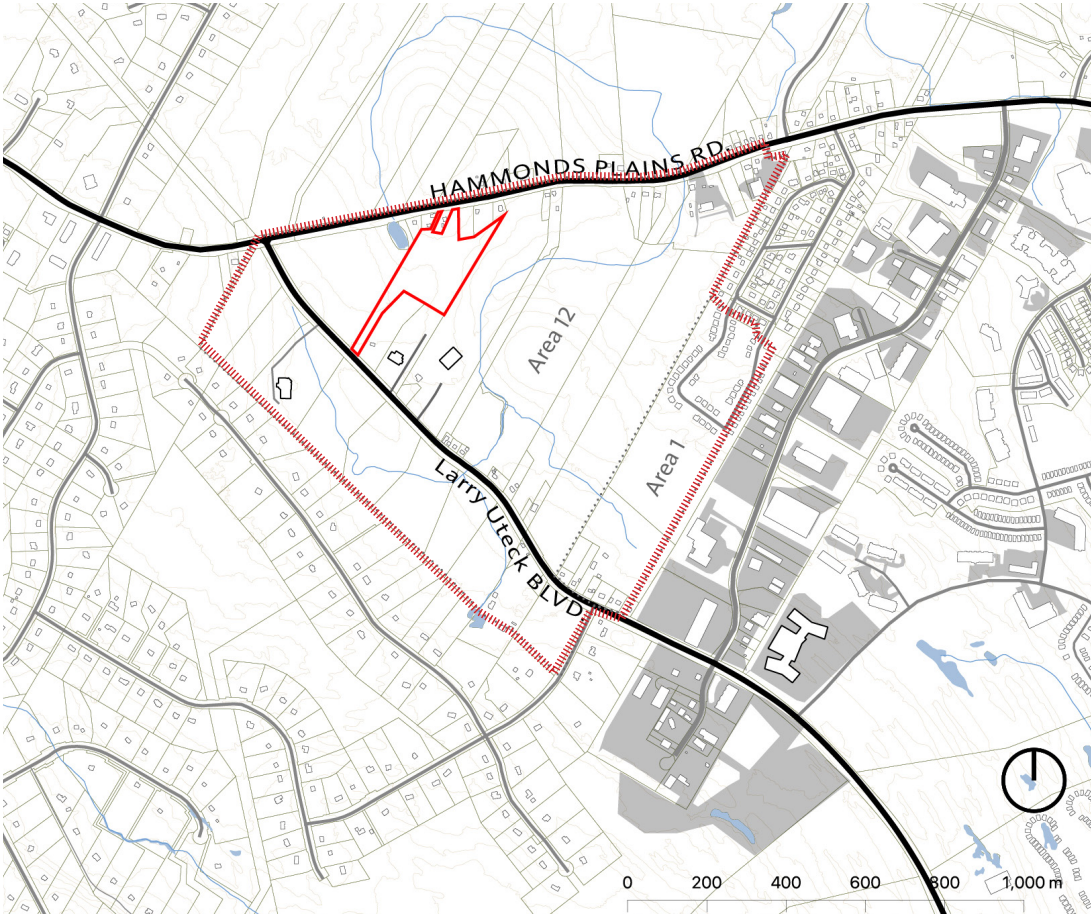 HAMMONDS PLAINS RD.
Area 12
Area 1
Larry Uteck BLVD.
0 200 400 600 800 1,000 m